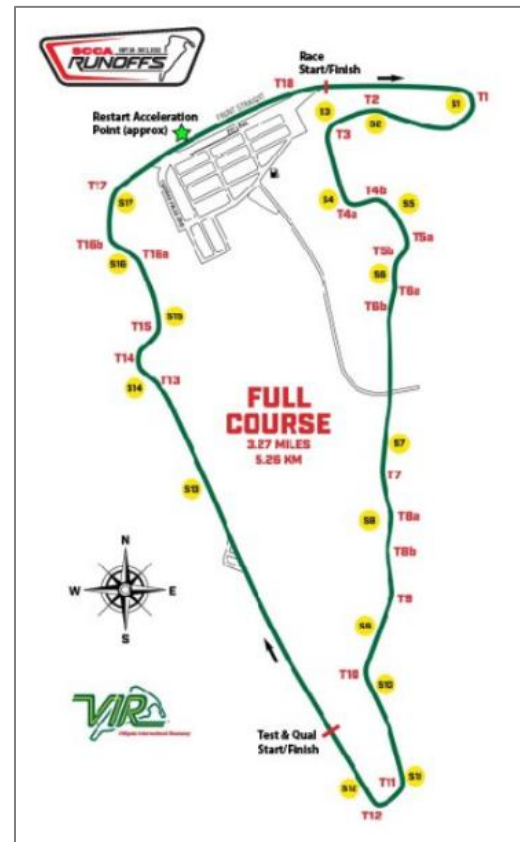 SCCA
RUNOFFS
Race
Start/Finish
T18
FRONT STRAIGHT
S1
T1
S3
T2
S2
T3
Restart Acceleration
Point (approx)
T17
S17
S4
T4b
T4a
S5
T5a
T5b
T16b
T16a
S16
S6
T6a
T6b
S15
T15
T14
T13
S14
FULL
COURSE
3.27 MILES
5.26 KM
S7
T7
S13
T8a
S8
T8b
N
W
E
S
T9
S9
T10
S10
VIR
Test & Qual
Start/Finish
S12
T11
S11
T12